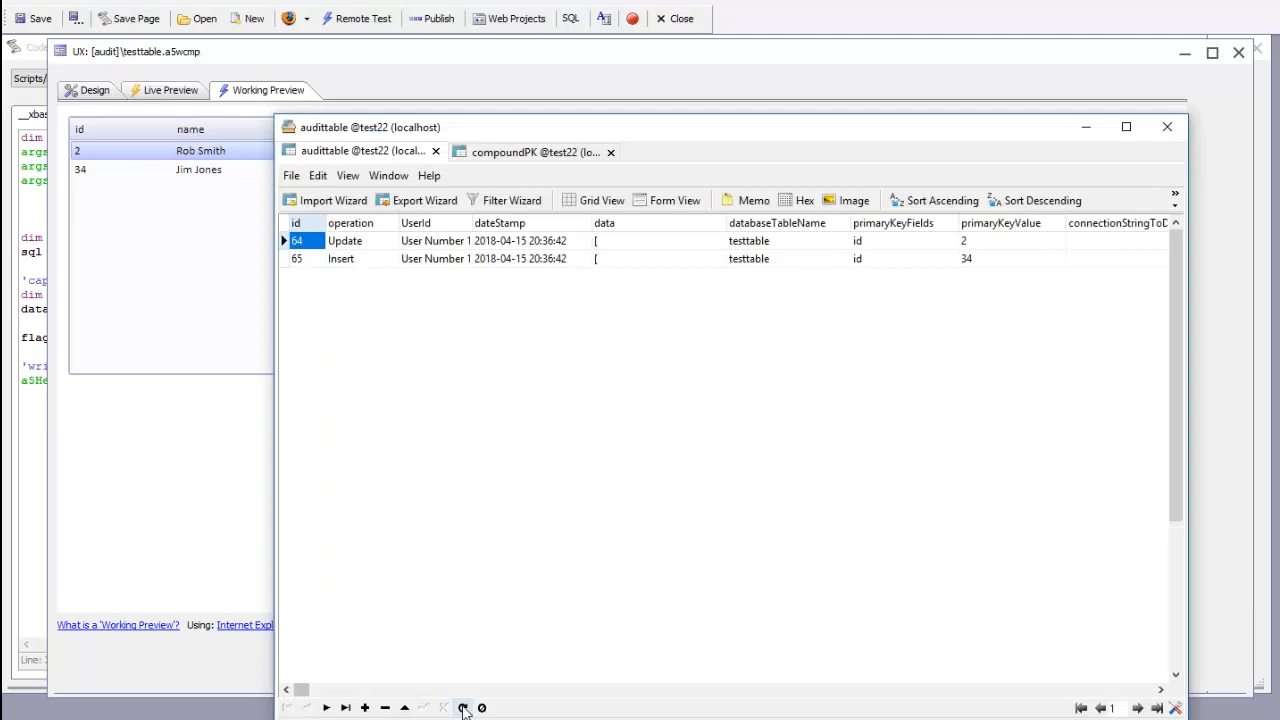 Save Save Page Open New Remote Test Publish Web Projects SQL Close
UX: [audit]\testtable.a5wcmp
Scripts/ Design Live Preview Working Preview
id name
2 Rob Smith
34 Jim Jones
dim
args
args
args
dim
sql
'cap
dim
data
flag
'wri
a5He
What is a 'Working Preview'? Using: Internet Expl
audittable @test22 (localhost)
audittable @test22 (local... compoundPK @test22 (lo...
File Edit View Window Help
Import Wizard Export Wizard Filter Wizard Grid View Form View Memo Hex Image Sort Ascending Sort Descending
id operation UserId dateStamp data databaseTableName primaryKeyFields primaryKeyValue connectionStringToD
64 Update User Number 1 2018-04-15 20:36:42 [ testtable id 2
65 Insert User Number 1 2018-04-15 20:36:42 [ testtable id 34
1